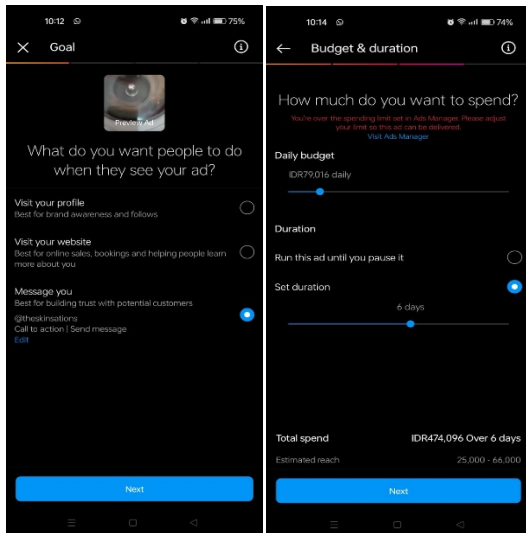 10:12
75%
Goal
Preview Ad
What do you want people to do
when they see your ad?
Visit your profile
Best for brand awareness and follows
Visit your website
Best for online sales, bookings and helping people learn
more about you
Message you
Best for building trust with potential customers
@theskinsations
Call to action | Send message
Edit
Next
10:14
74%
Budget & duration
How much do you want to spend?
You're over the spending limit set in Ads Manager. Please adjust
your limit so this ad can be delivered.
Visit Ads Manager
Daily budget
IDR79,016 daily
Duration
Run this ad until you pause it
Set duration
6 days
Total spend
IDR474,096 Over 6 days
Estimated reach
25,000 - 66,000
Next